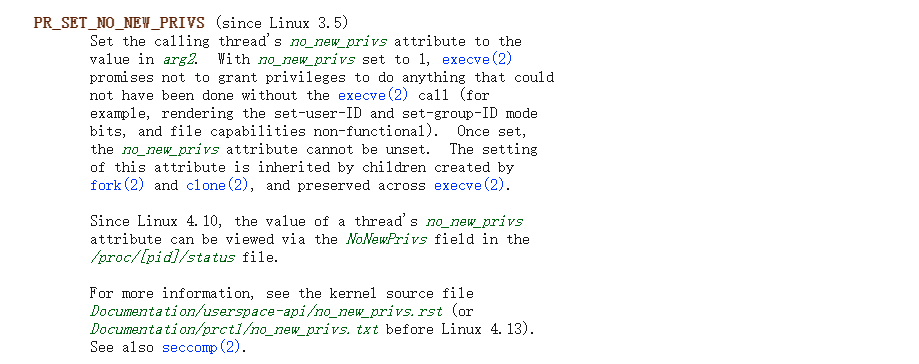 PR_SET_NO_NEW_PRIVS (since Linux 3.5)
Set the calling thread's no_new_privs attribute to the
value in arg2. With no_new_privs set to 1, execve(2)
promises not to grant privileges to do anything that could
not have been done without the execve(2) call (for
example, rendering the set-user-ID and set-group-ID mode
bits, and file capabilities non-functional). Once set,
the no_new_privs attribute cannot be unset. The setting
of this attribute is inherited by children created by
fork(2) and clone(2), and preserved across execve(2).
Since Linux 4.10, the value of a thread's no_new_privs
attribute can be viewed via the NoNewPrivs field in the
/proc/[pid]/status file.
For more information, see the kernel source file
Documentation/userspace-api/no_new_privs.rst (or
Documentation/prctl/no_new_privs.txt before Linux 4.13).
See also seccomp(2).